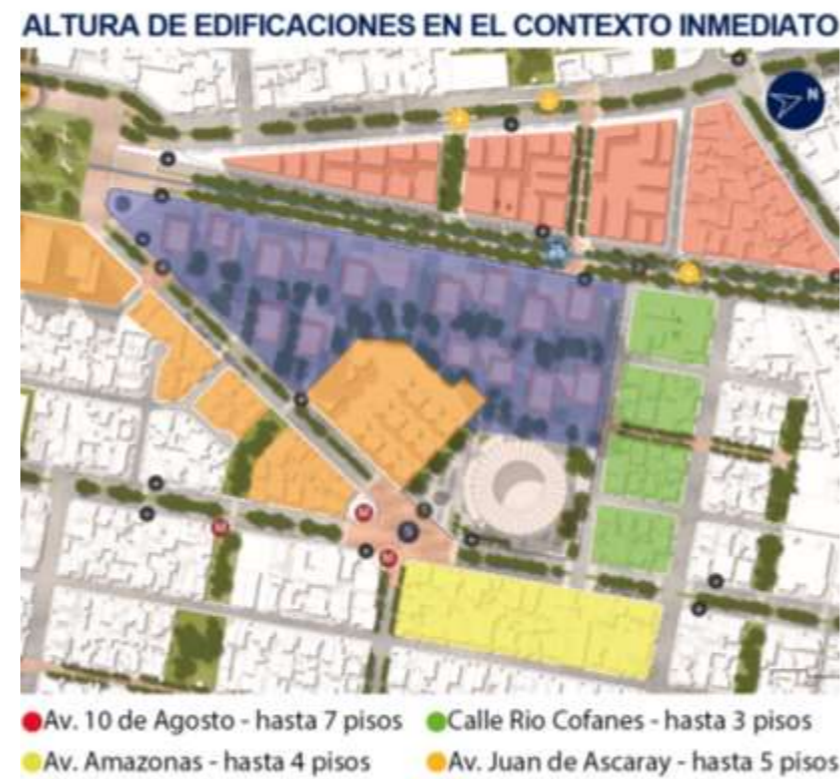 ALTURA DE EDIFICACIONES EN EL CONTEXTO INMEDIATO
N
Av. 10 de Agosto - hasta 7 pisos
Calle Rio Cofanes - hasta 3 pisos
Av. Amazonas - hasta 4 pisos
Av. Juan de Ascaray - hasta 5 pisos